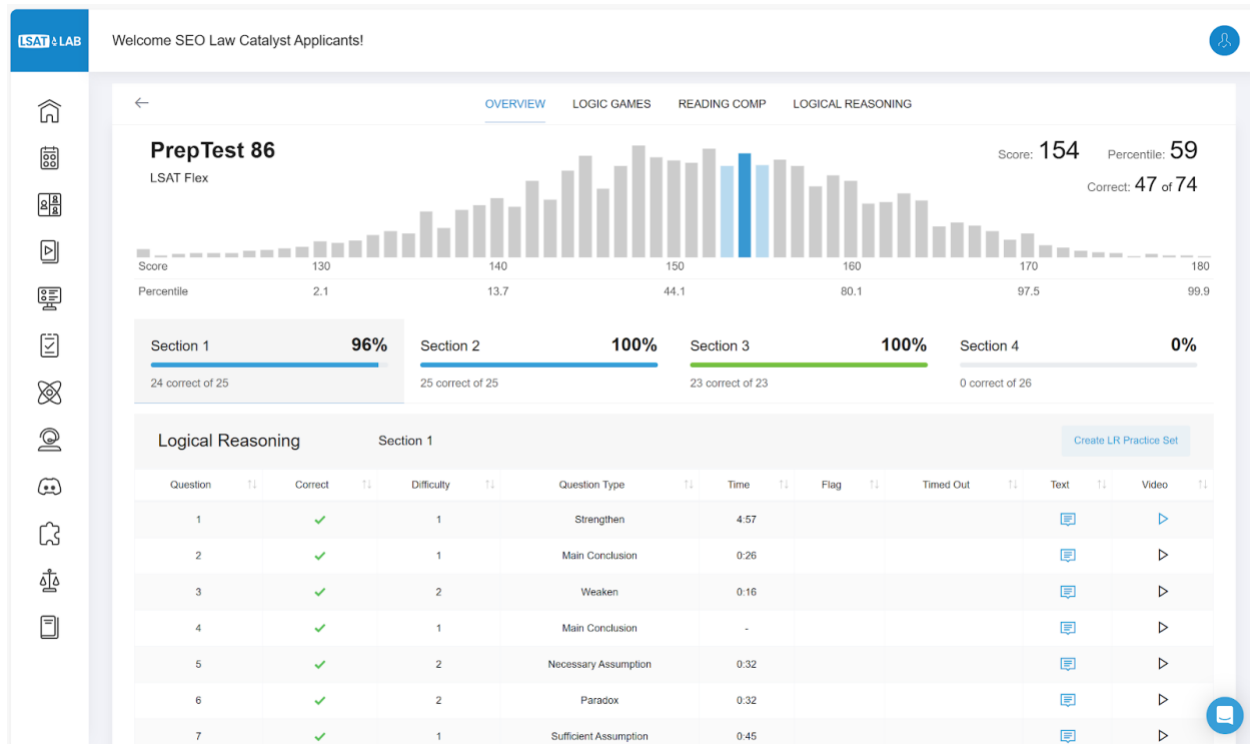 LSAT LAB
Welcome SEO Law Catalyst Applicants!
OVERVIEW LOGIC GAMES READING COMP LOGICAL REASONING
PrepTest 86
LSAT Flex
Score: 154 Percentile: 59
Correct: 47 of 74
Score 130 140 150 160 170 180
Percentile 2.1 13.7 44.1 80.1 97.5 99.9
Section 1 96% Section 2 100% Section 3 100% Section 4 0%
24 correct of 25 25 correct of 25 23 correct of 23 0 correct of 26
Logical Reasoning Section 1 Create LR Practice Set
Question Correct Difficulty Question Type Time Flag Timed Out Text Video
1 ✓ 1 Strengthen 4:57
2 ✓ 1 Main Conclusion 0:26
3 ✓ 2 Weaken 0:16
4 ✓ 1 Main Conclusion -
5 ✓ 2 Necessary Assumption 0:32
6 ✓ 2 Paradox 0:32
7 ✓ 1 Sufficient Assumption 0:45